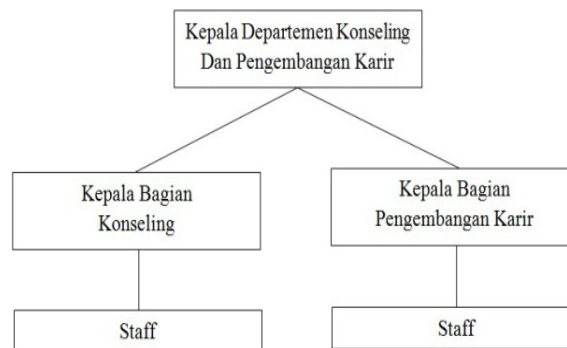 Kepala Departemen Konseling
Dan Pengembangan Karir
Kepala Bagian
Konseling
Kepala Bagian
Pengembangan Karir
Staff
Staff